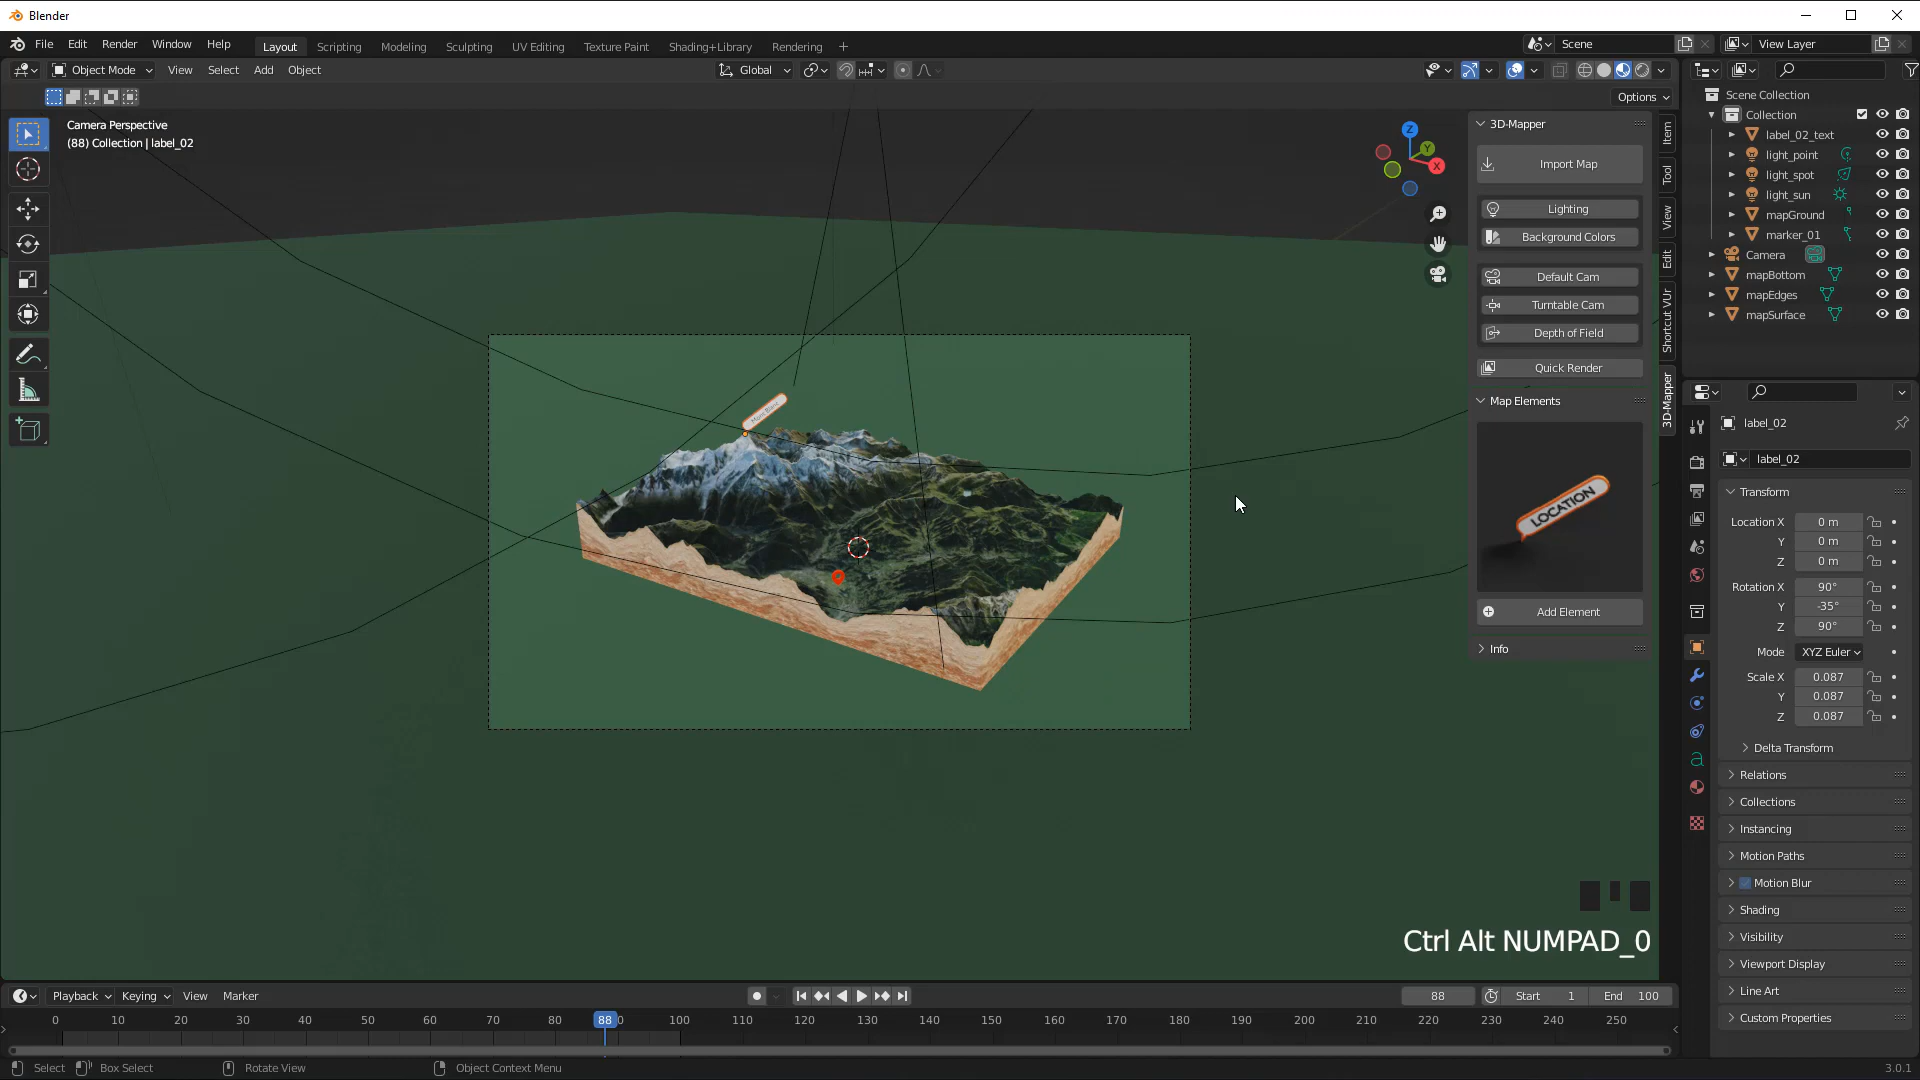 Blender
File Edit Render Window Help
Layout Scripting Modeling Sculpting UV Editing Texture Paint Shading+Library Rendering
Scene
View Layer
Object Mode View Select Add Object
Global
Options
Camera Perspective
(88) Collection | label_02
3D-Mapper
Import Map
Lighting
Background Colors
Default Cam
Turntable Cam
Depth of Field
Quick Render
Map Elements
LOCATION
Add Element
Info
Item
Tool
View
Edit
Shortcut VUr
3D-Mapper
Z
Y
X
Mont Blanc
Scene Collection
Collection
label_02_text
light_point
light_spot
light_sun
mapGround
marker_01
Camera
mapBottom
mapEdges
mapSurface
label_02
label_02
Transform
Location X 0 m
Y 0 m
Z 0 m
Rotation X 90°
Y -35°
Z 90°
Mode XYZ Euler
Scale X 0.087
Y 0.087
Z 0.087
Delta Transform
Relations
Collections
Instancing
Motion Paths
Motion Blur
Shading
Visibility
Viewport Display
Line Art
Custom Properties
Ctrl Alt NUMPAD_0
Playback Keying View Marker
88 Start 1 End 100
0 10 20 30 40 50 60 70 80 88 100 110 120 130 140 150 160 170 180 190 200 210 220 230 240 250
Select Box Select Rotate View Object Context Menu 3.0.1